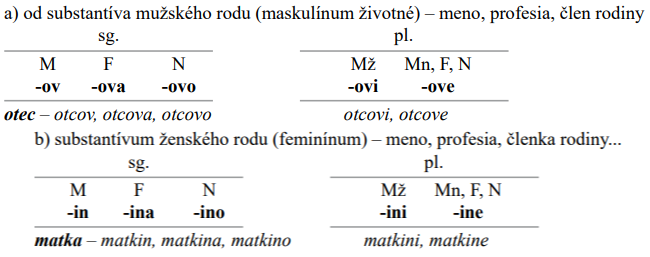 a) od substantíva mužského rodu (maskulínum životné) – meno, profesia, člen rodiny
sg. pl.
M F N Mž Mn, F, N
-ov -ova -ovo -ovi -ove
otec – otcov, otcova, otcovo otcovi, otcove
b) substantívum ženského rodu (feminínum) – meno, profesia, členka rodiny...
sg. pl.
M F N Mž Mn, F, N
-in -ina -ino -ini -ine
matka – matkin, matkina, matkino matkini, matkine